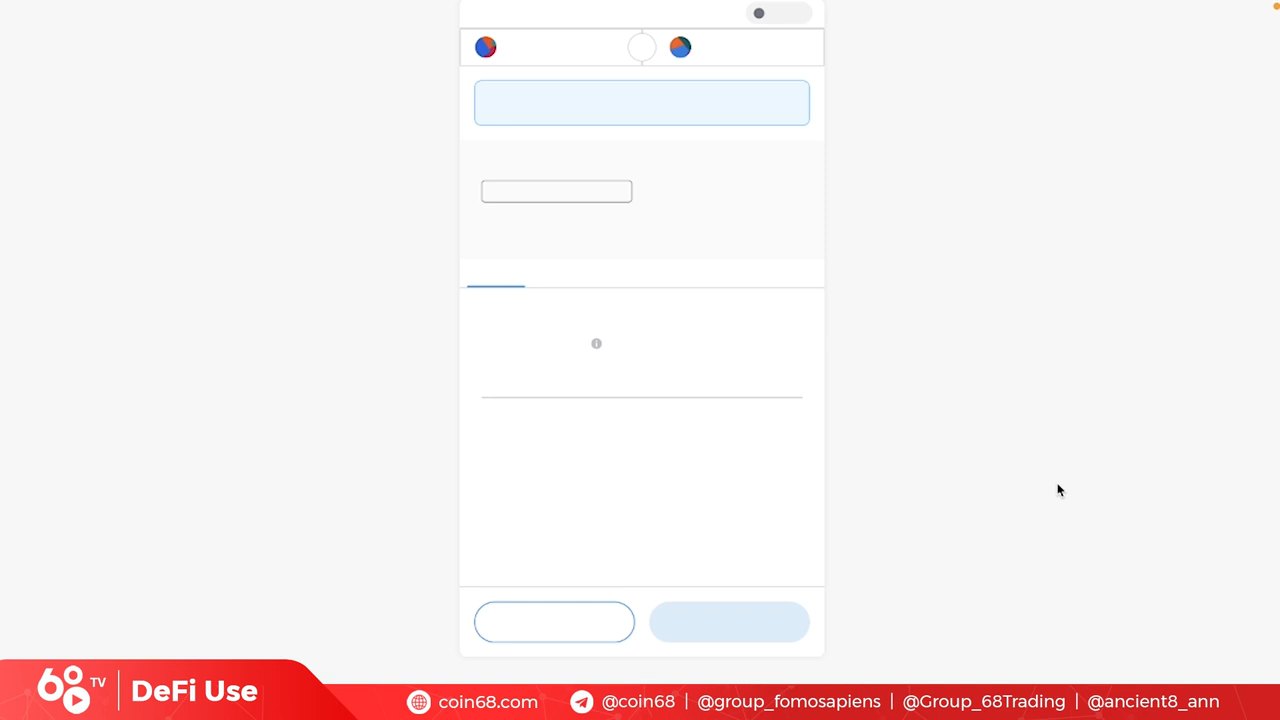 68 TV
DeFi Use
coin68.com
@coin68 | @group_fomosapiens | @Group_68Trading | @ancient8_ann